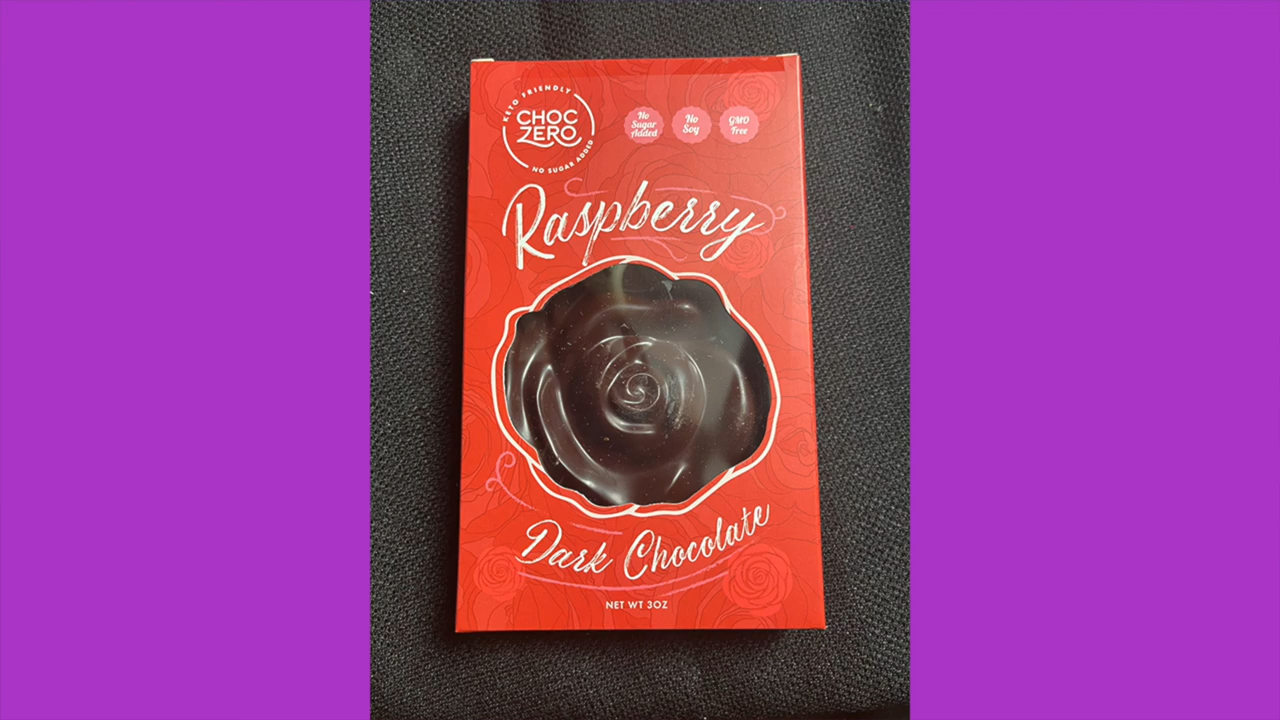 KETO FRIENDLY
CHOC
ZERO
NO SUGAR ADDED
No
Sugar
Added
No
Soy
GMO
Free
Raspberry
Dark Chocolate
NET WT 3OZ